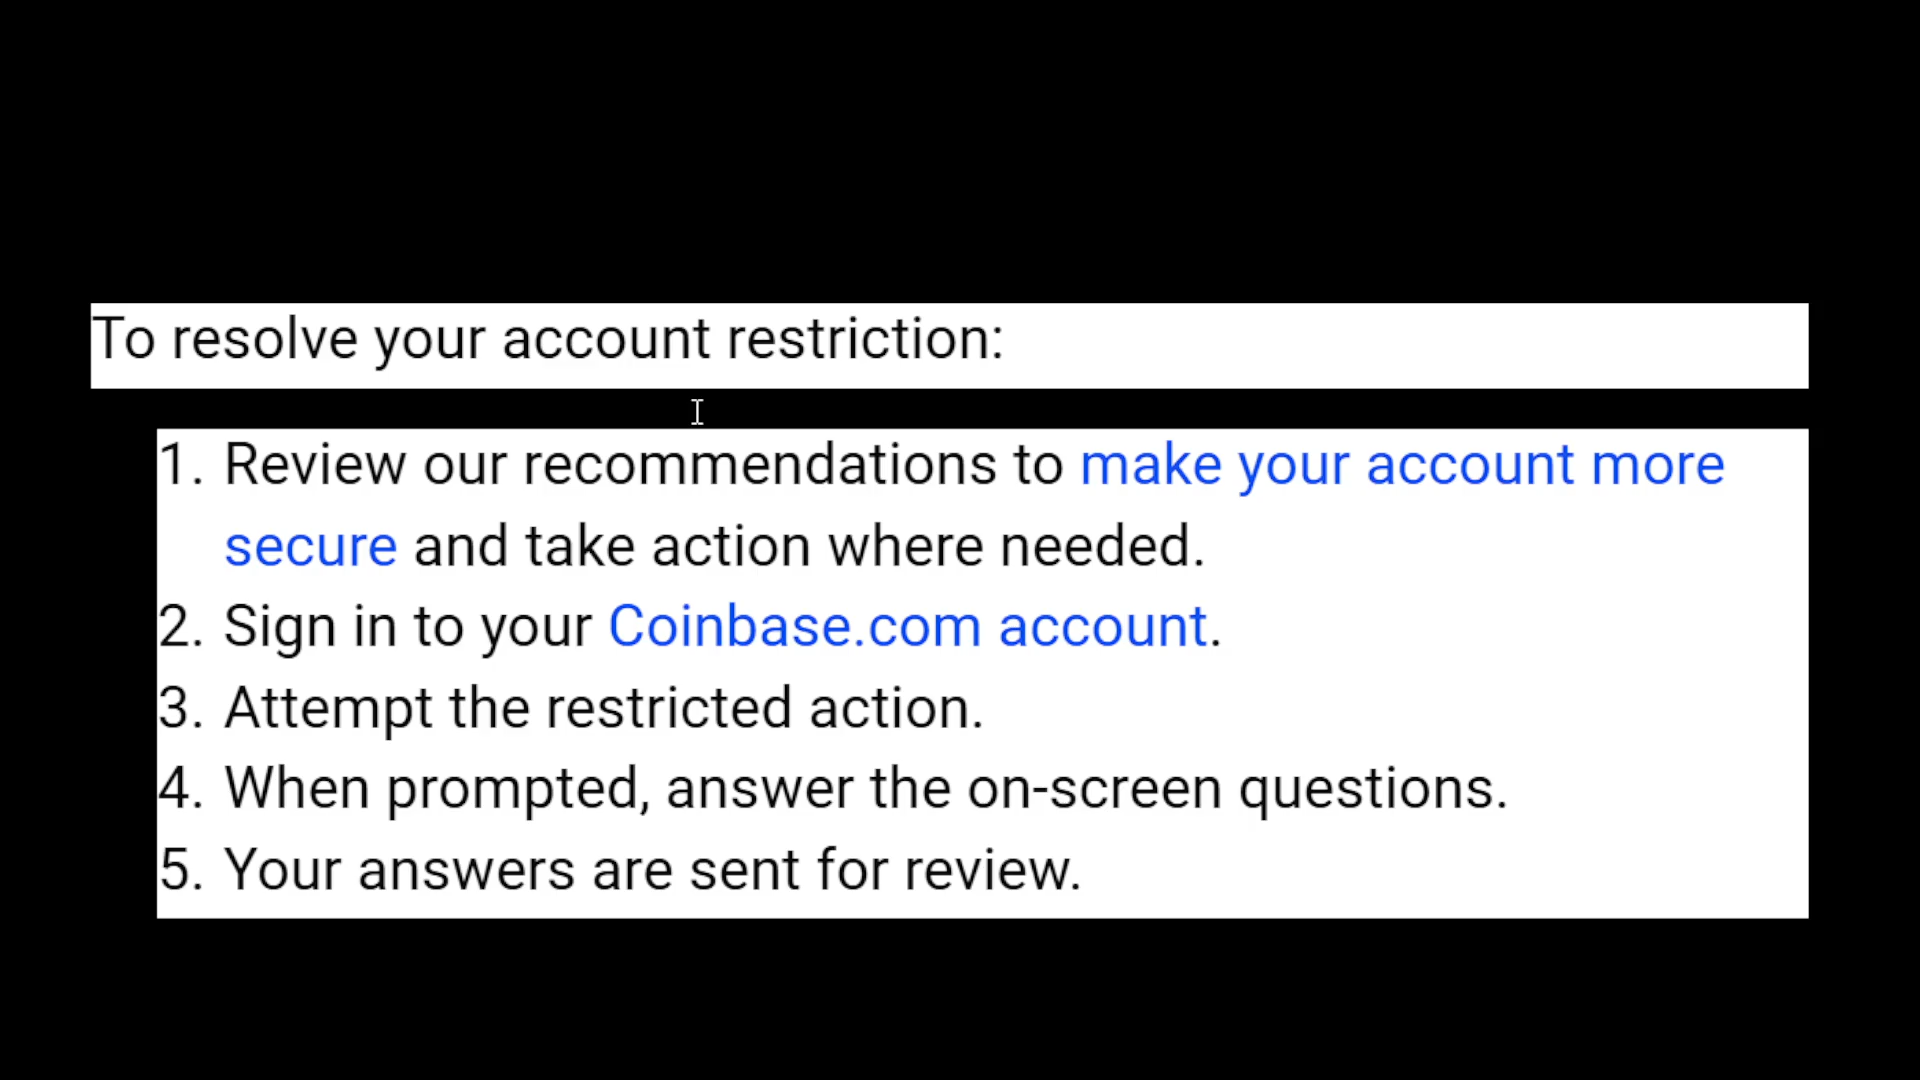 To resolve your account restriction:
1. Review our recommendations to make your account more
secure and take action where needed.
2. Sign in to your Coinbase.com account.
3. Attempt the restricted action.
4. When prompted, answer the on-screen questions.
5. Your answers are sent for review.